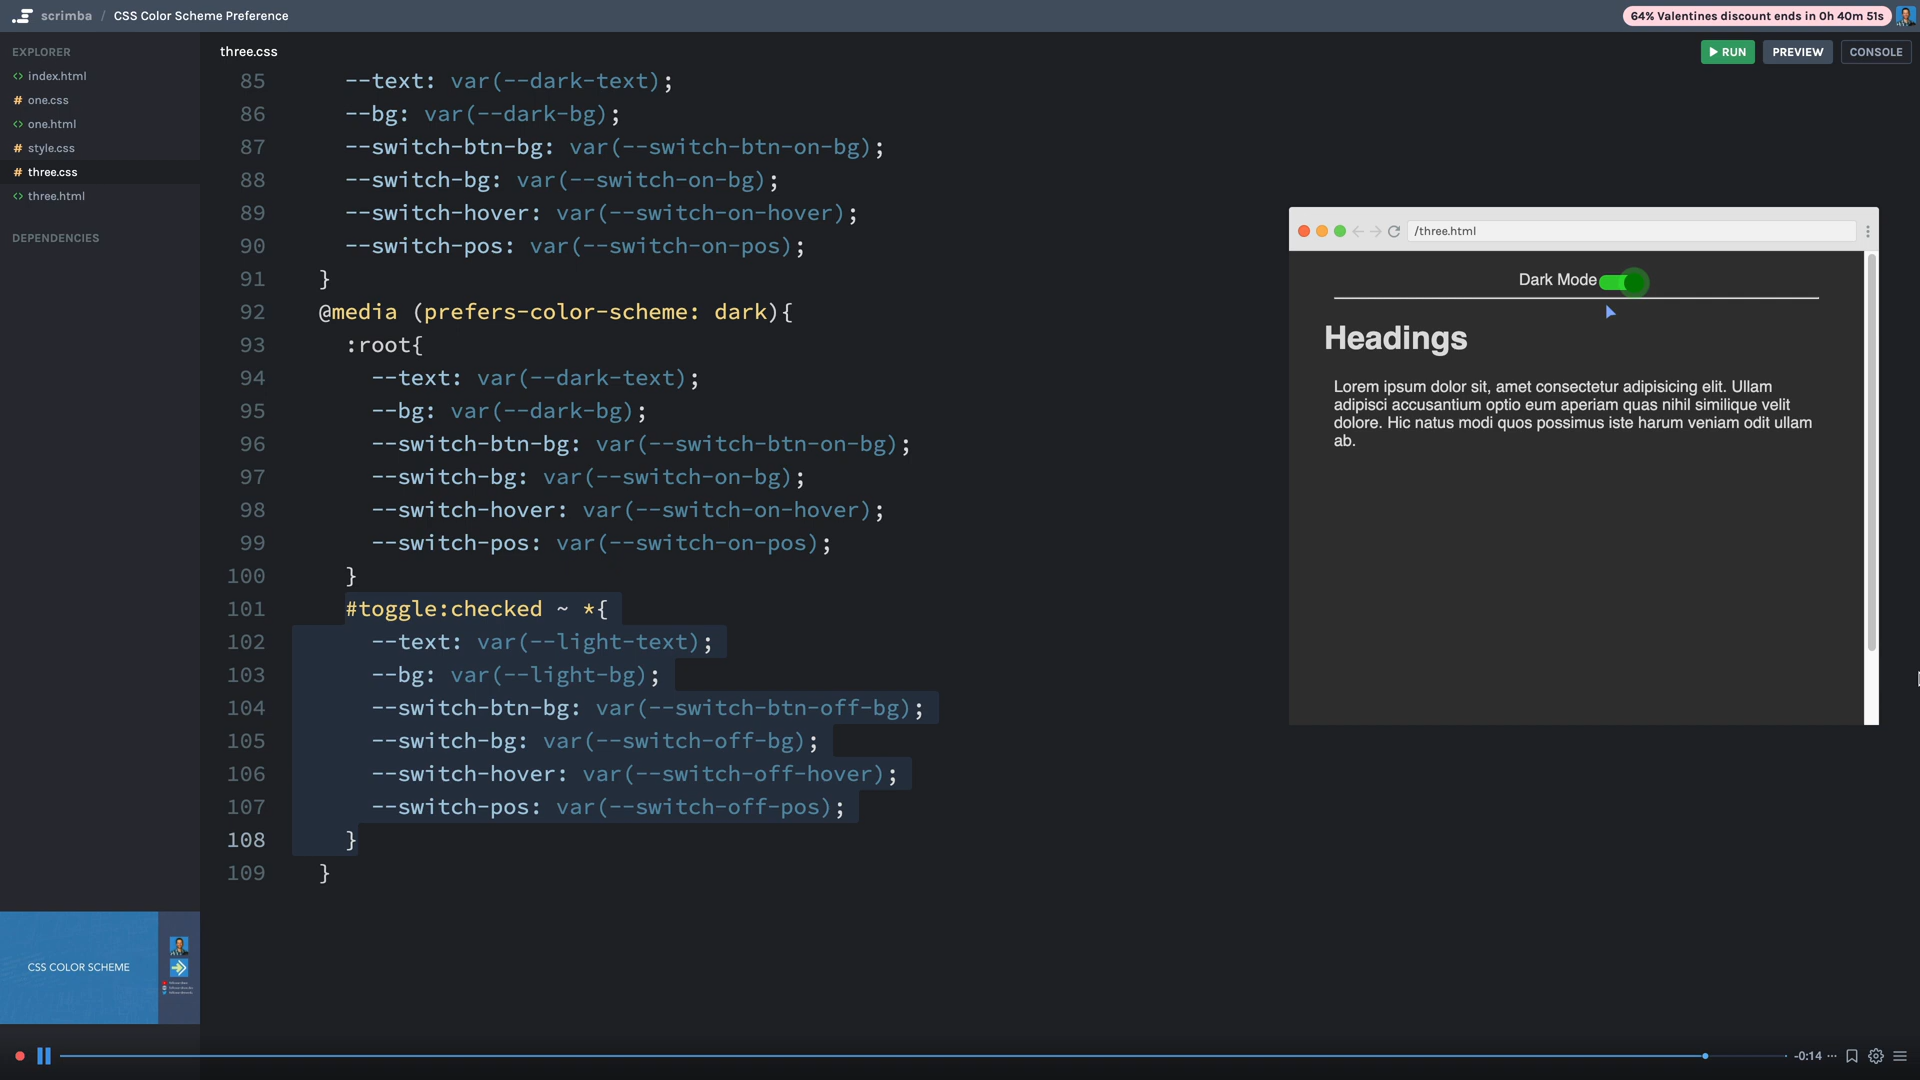 scrimba / CSS Color Scheme Preference
64% Valentines discount ends in 0h 40m 51s
EXPLORER
index.html
# one.css
one.html
# style.css
# three.css
three.html
DEPENDENCIES
three.css
RUN
PREVIEW
CONSOLE
85 --text: var(--dark-text);
86 --bg: var(--dark-bg);
87 --switch-btn-bg: var(--switch-btn-on-bg);
88 --switch-bg: var(--switch-on-bg);
89 --switch-hover: var(--switch-on-hover);
90 --switch-pos: var(--switch-on-pos);
91 }
92 @media (prefers-color-scheme: dark){
93 :root{
94 --text: var(--dark-text);
95 --bg: var(--dark-bg);
96 --switch-btn-bg: var(--switch-btn-on-bg);
97 --switch-bg: var(--switch-on-bg);
98 --switch-hover: var(--switch-on-hover);
99 --switch-pos: var(--switch-on-pos);
100 }
101 #toggle:checked ~ *{
102 --text: var(--light-text);
103 --bg: var(--light-bg);
104 --switch-btn-bg: var(--switch-btn-off-bg);
105 --switch-bg: var(--switch-off-bg);
106 --switch-hover: var(--switch-off-hover);
107 --switch-pos: var(--switch-off-pos);
108 }
109 }
/three.html
Dark Mode
Headings
Lorem ipsum dolor sit, amet consectetur adipisicing elit. Ullam
adipisci accusantium optio eum aperiam quas nihil similique velit
dolore. Hic natus modi quos possimus iste harum veniam odit ullam
ab.
CSS COLOR SCHEME
-0:14